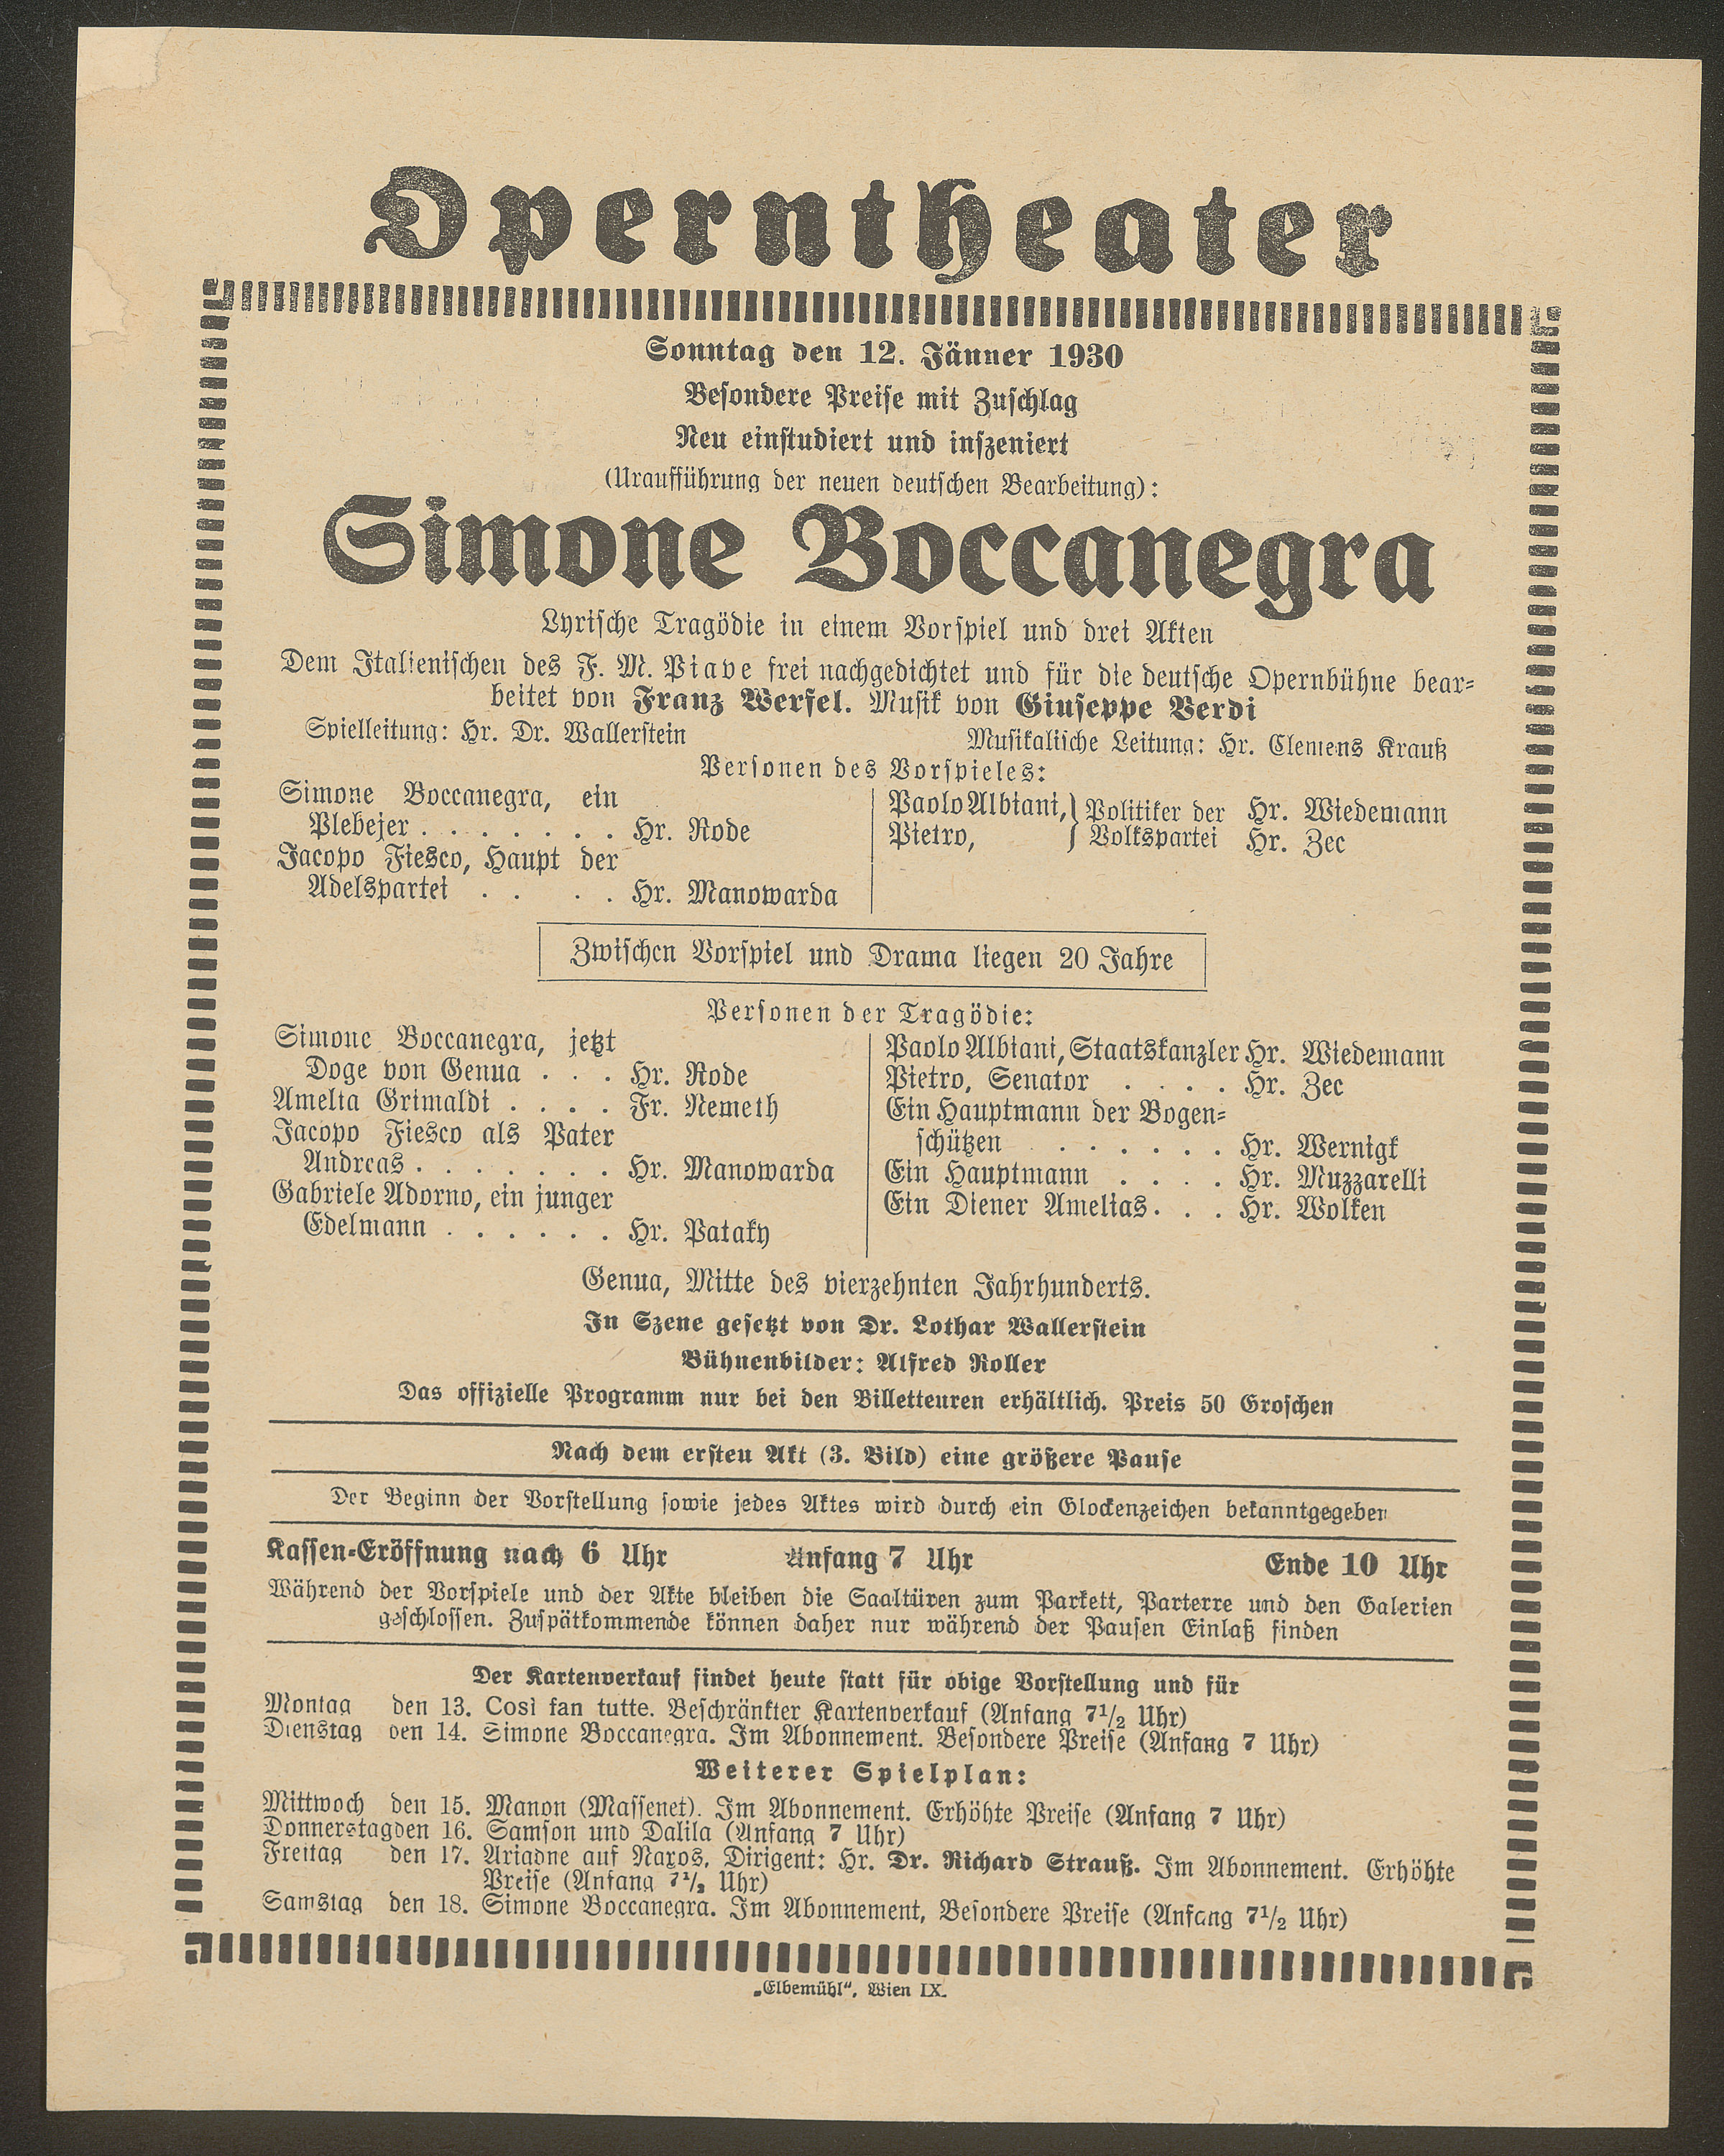 Operntheater
Sonntag den 12. Jänner 1930
Besondere Preise mit Zuschlag
Neu einstudiert und inszeniert
(Uraufführung der neuen deutschen Bearbeitung):
Simone Boccanegra
Lyrische Tragödie in einem Vorspiel und drei Akten
Dem Italienischen des F. M. Piave frei nachgedichtet und für die deutsche Opernbühne bear-
beitet von Franz Werfel. Musik von Giuseppe Verdi
Spielleitung: Hr. Dr. Wallerstein
Musikalische Leitung: Hr. Clemens Krauß
Personen des Vorspieles:
Simone Boccanegra, ein
Plebejer . . . . . . . Hr. Rode
Jacopo Fiesco, Haupt der
Adelspartei . . . . Hr. Manowarda
Paolo Albiani, } Politiker der Hr. Wiedemann
Pietro, } Volkspartei Hr. Zec
Zwischen Vorspiel und Drama liegen 20 Jahre
Personen der Tragödie:
Simone Boccanegra, jetzt
Doge von Genua . . . Hr. Rode
Amelia Grimaldi . . . . Fr. Nemeth
Jacopo Fiesco als Pater
Andreas . . . . . . . Hr. Manowarda
Gabriele Adorno, ein junger
Edelmann . . . . . . Hr. Pataky
Paolo Albiani, Staatskanzler Hr. Wiedemann
Pietro, Senator . . . . Hr. Zec
Ein Hauptmann der Bogen-
schützen . . . . . . Hr. Wernigk
Ein Hauptmann . . . . Hr. Muzzarelli
Ein Diener Amelias . . . Hr. Wolken
Genua, Mitte des vierzehnten Jahrhunderts.
In Szene gesetzt von Dr. Lothar Wallerstein
Bühnenbilder: Alfred Roller
Das offizielle Programm nur bei den Billetteuren erhältlich. Preis 50 Groschen
Nach dem ersten Akt (3. Bild) eine größere Pause
Der Beginn der Vorstellung sowie jedes Aktes wird durch ein Glockenzeichen bekanntgegeben
Kassen-Eröffnung nach 6 Uhr Anfang 7 Uhr Ende 10 Uhr
Während der Vorspiele und der Akte bleiben die Saaltüren zum Parkett, Parterre und den Galerien
geschlossen. Zuspätkommende können daher nur während der Pausen Einlaß finden
Der Kartenverkauf findet heute statt für obige Vorstellung und für
Montag den 13. Così fan tutte. Beschränkter Kartenverkauf (Anfang 7½ Uhr)
Dienstag den 14. Simone Boccanegra. Im Abonnement. Besondere Preise (Anfang 7 Uhr)
Weiterer Spielplan:
Mittwoch den 15. Manon (Massenet). Im Abonnement. Erhöhte Preise (Anfang 7 Uhr)
Donnerstag den 16. Samson und Dalila (Anfang 7 Uhr)
Freitag den 17. Ariadne auf Naxos. Dirigent: Hr. Dr. Richard Strauß. Im Abonnement. Erhöhte
Preise (Anfang 7½ Uhr)
Samstag den 18. Simone Boccanegra. Im Abonnement, Besondere Preise (Anfang 7½ Uhr)
„Elbemühl“, Wien IX.